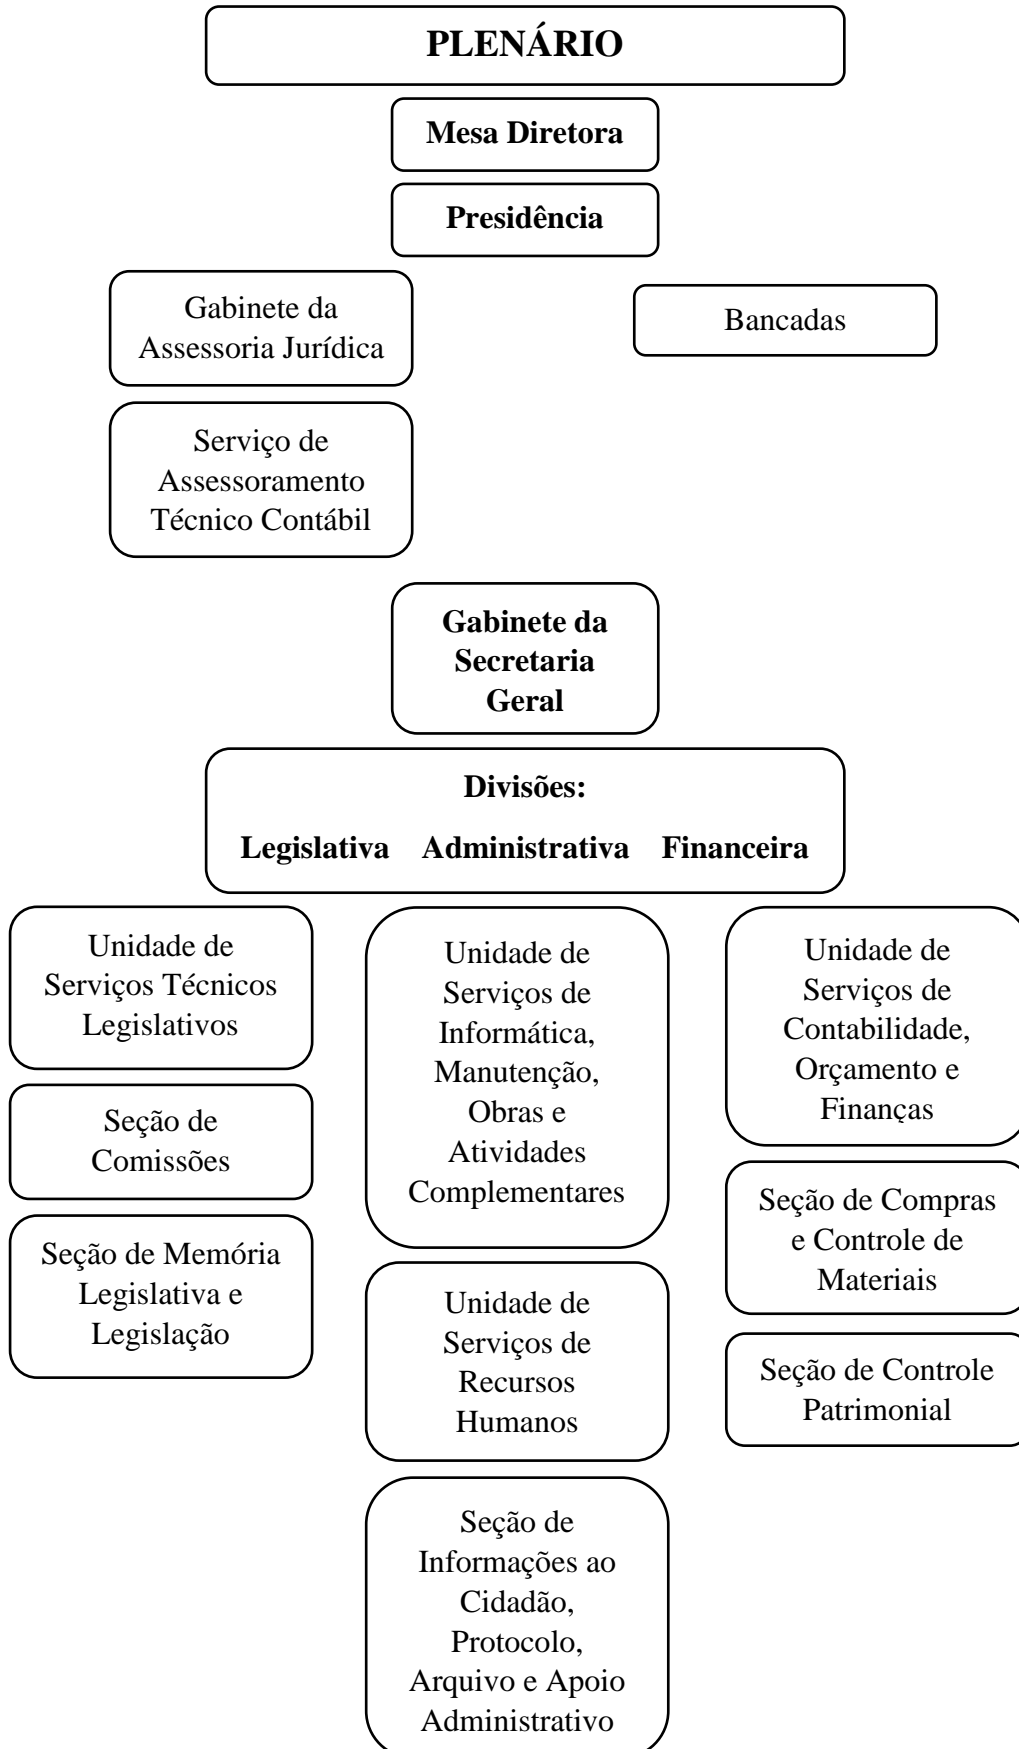 PLENÁRIO
Mesa Diretora
Presidência
Gabinete da
Assessoria Jurídica
Bancadas
Serviço de
Assessoramento
Técnico Contábil
Gabinete da
Secretaria
Geral
Divisões:
Legislativa Administrativa Financeira
Unidade de
Serviços Técnicos
Legislativos
Seção de
Comissões
Seção de Memória
Legislativa e
Legislação
Unidade de
Serviços de
Informática,
Manutenção,
Obras e
Atividades
Complementares
Unidade de
Serviços de
Recursos
Humanos
Seção de
Informações ao
Cidadão,
Protocolo,
Arquivo e Apoio
Administrativo
Unidade de
Serviços de
Contabilidade,
Orçamento e
Finanças
Seção de Compras
e Controle de
Materiais
Seção de Controle
Patrimonial